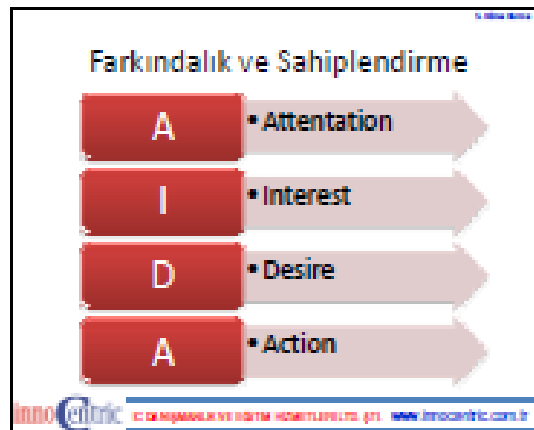 Farkındalık ve Sahiplendirme
A
• Attentation
I
• Interest
D
• Desire
A
• Action
innoCentric
www.innocentric.com.tr